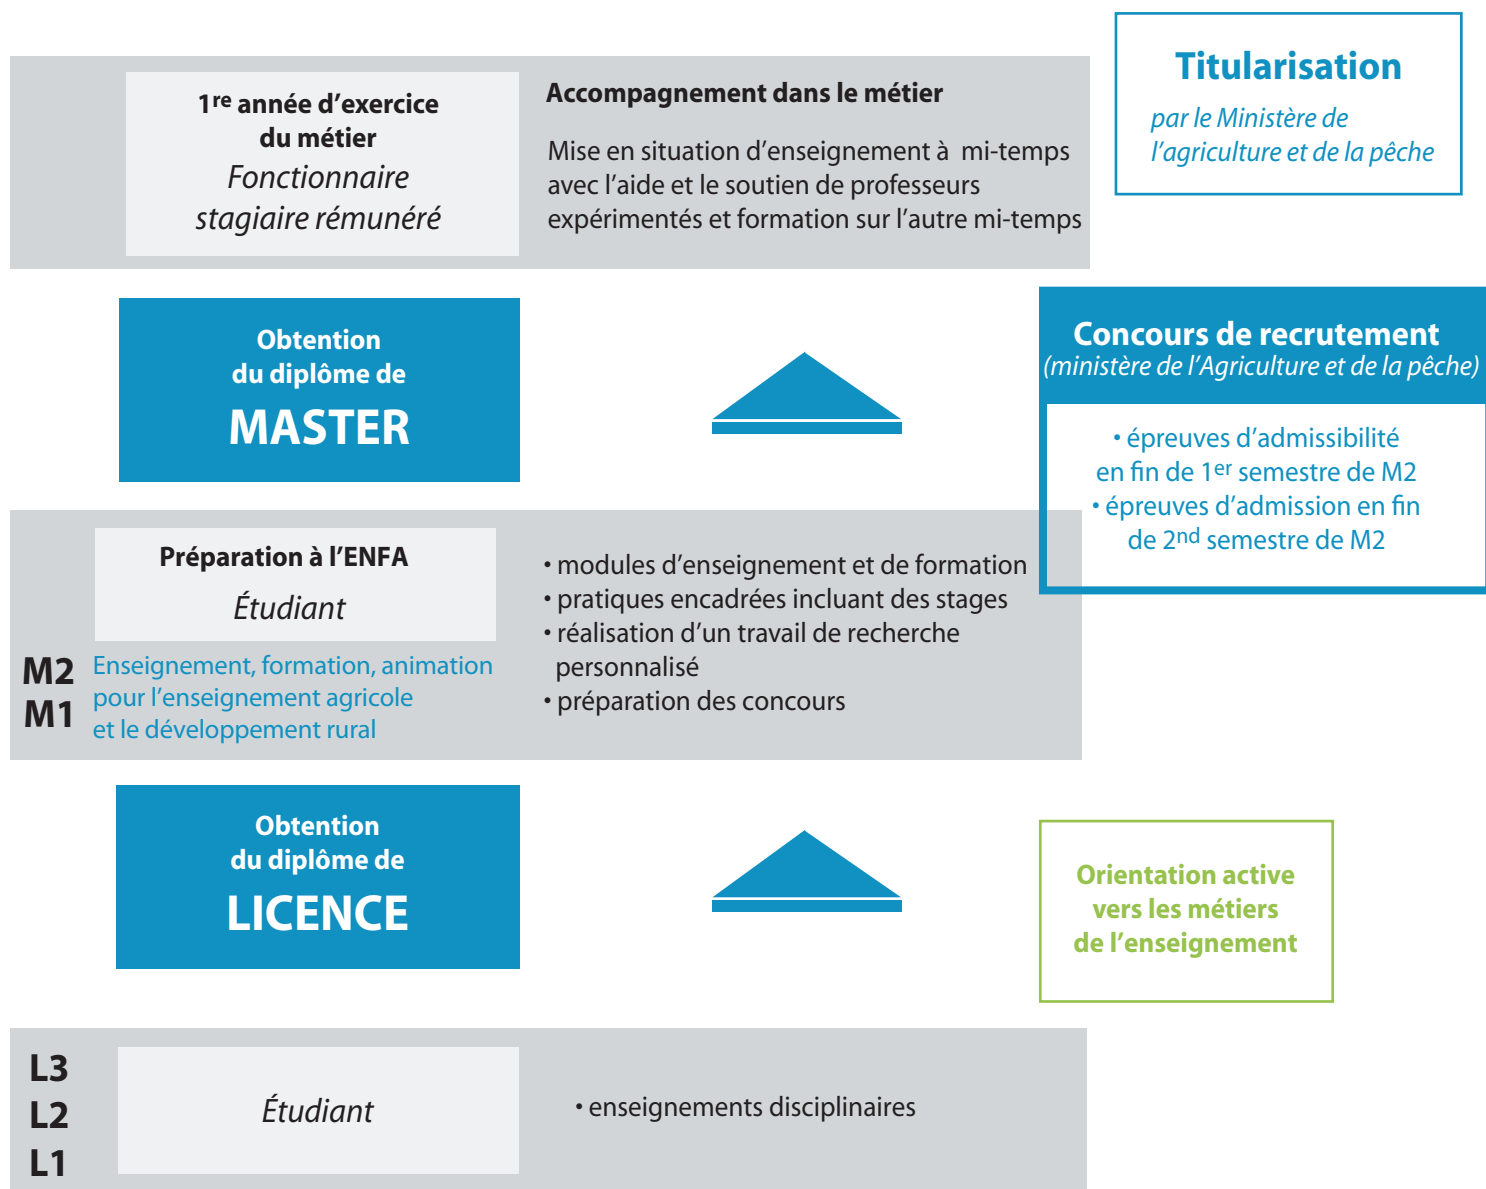 Titularisation
par le Ministère de
l’agriculture et de la pêche
1re année d’exercice
du métier
Fonctionnaire
stagiaire rémunéré
Accompagnement dans le métier
Mise en situation d’enseignement à mi-temps
avec l’aide et le soutien de professeurs
expérimentés et formation sur l’autre mi-temps
Obtention
du diplôme de
MASTER
Concours de recrutement
(ministère de l’Agriculture et de la pêche)
• épreuves d’admissibilité
en fin de 1er semestre de M2
• épreuves d’admission en fin
de 2nd semestre de M2
Préparation à l’ENFA
Étudiant
M2
M1
Enseignement, formation, animation
pour l’enseignement agricole
et le développement rural
• modules d’enseignement et de formation
• pratiques encadrées incluant des stages
• réalisation d’un travail de recherche
personnalisé
• préparation des concours
Obtention
du diplôme de
LICENCE
Orientation active
vers les métiers
de l’enseignement
L3
L2
L1
Étudiant
• enseignements disciplinaires